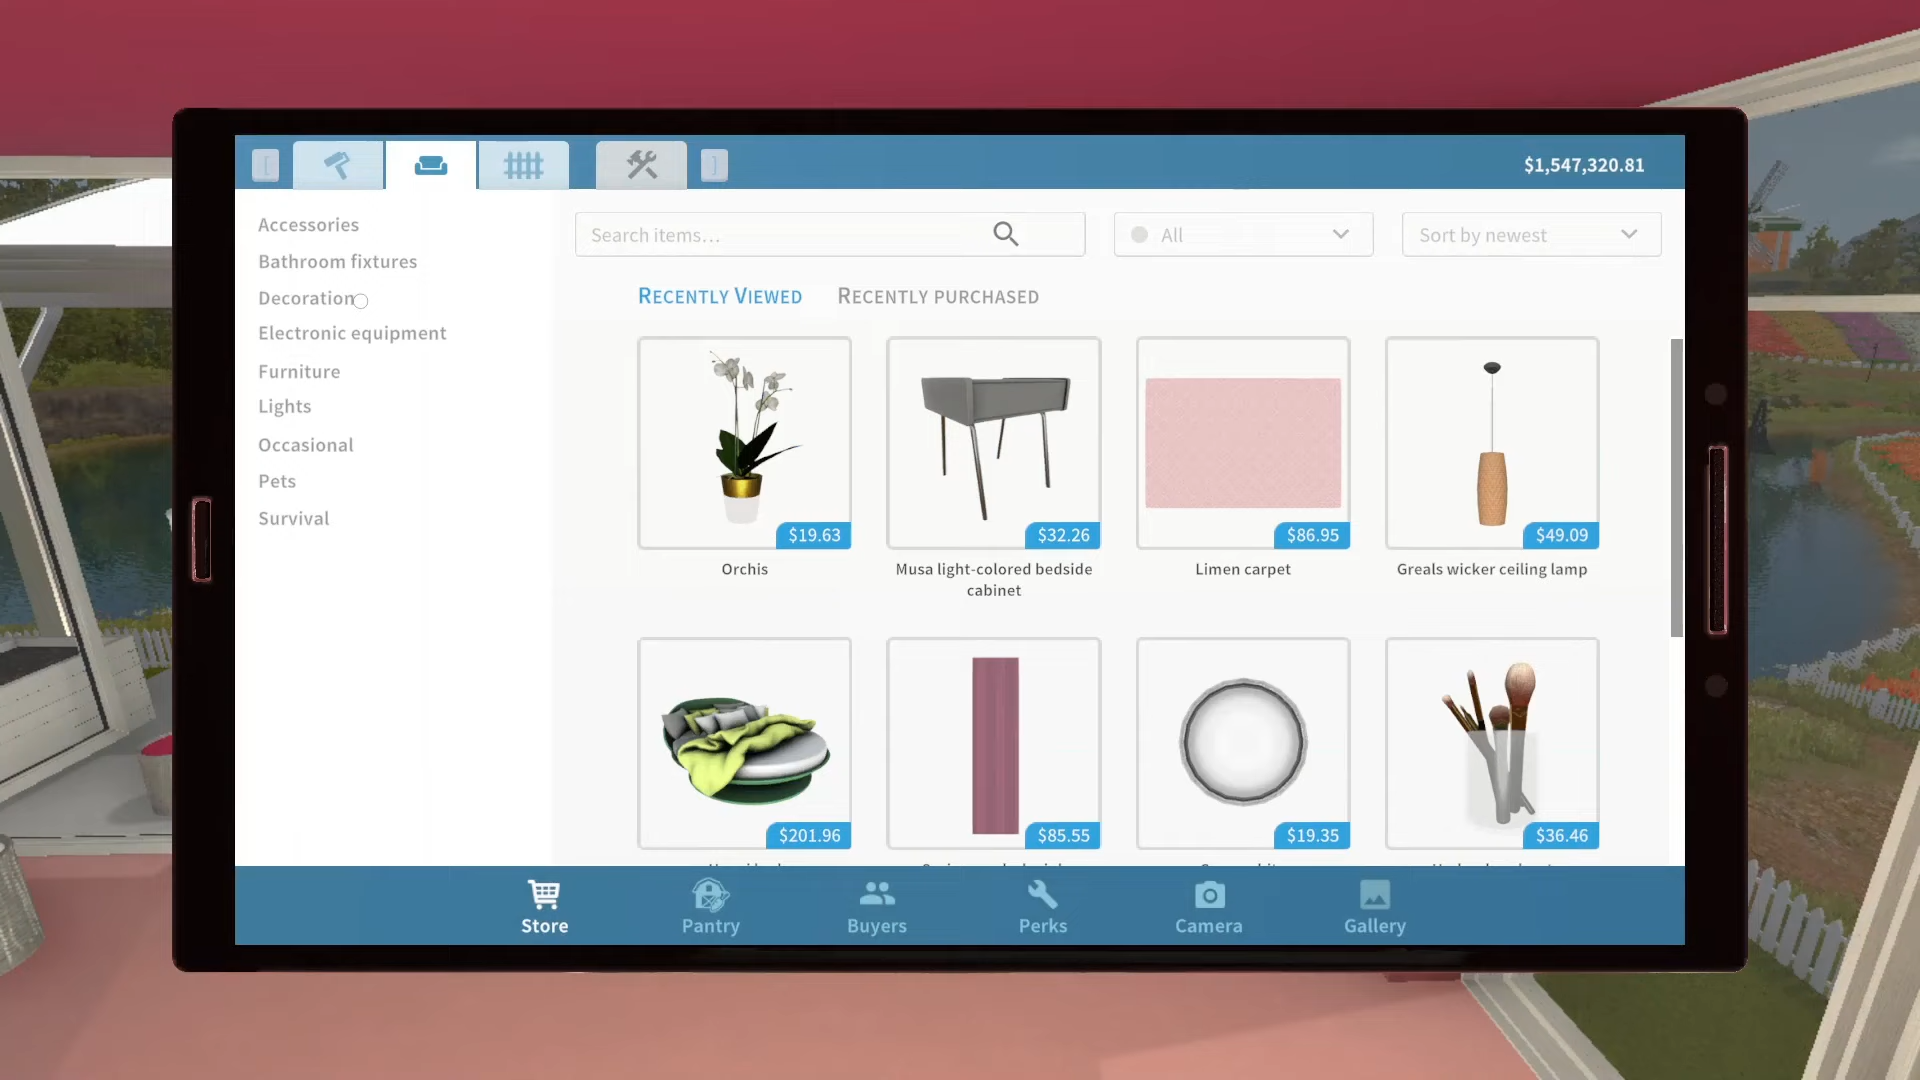 [
]
$1,547,320.81
Accessories
Bathroom fixtures
Decoration
Electronic equipment
Furniture
Lights
Occasional
Pets
Survival
Search items...
All
Sort by newest
RECENTLY VIEWED
RECENTLY PURCHASED
$19.63
$32.26
$86.95
$49.09
Orchis
Musa light-colored bedside
cabinet
Limen carpet
Greals wicker ceiling lamp
$201.96
$85.55
$19.35
$36.46
Store
Pantry
Buyers
Perks
Camera
Gallery